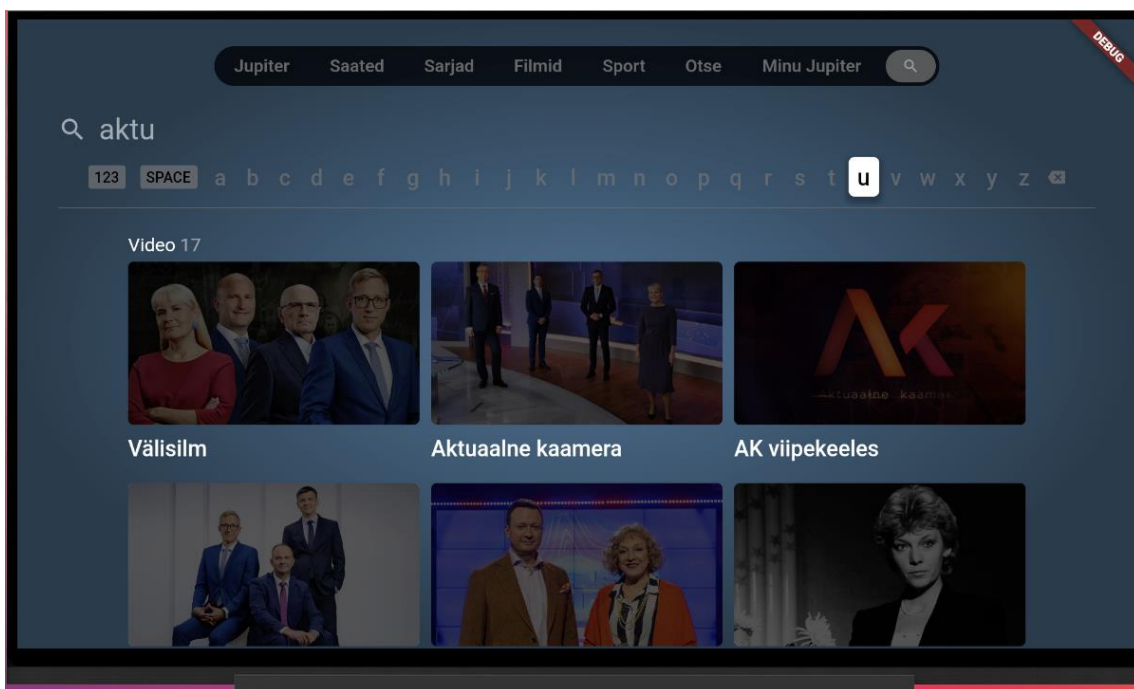 DEBUG
Jupiter Saated Sarjad Filmid Sport Otse Minu Jupiter
aktu
123 SPACE a b c d e f g h i j k l m n o p q r s t u v w x y z
Video 17
AK
Aktuaalne kaamera
Välisilm Aktuaalne kaamera AK viipekeeles